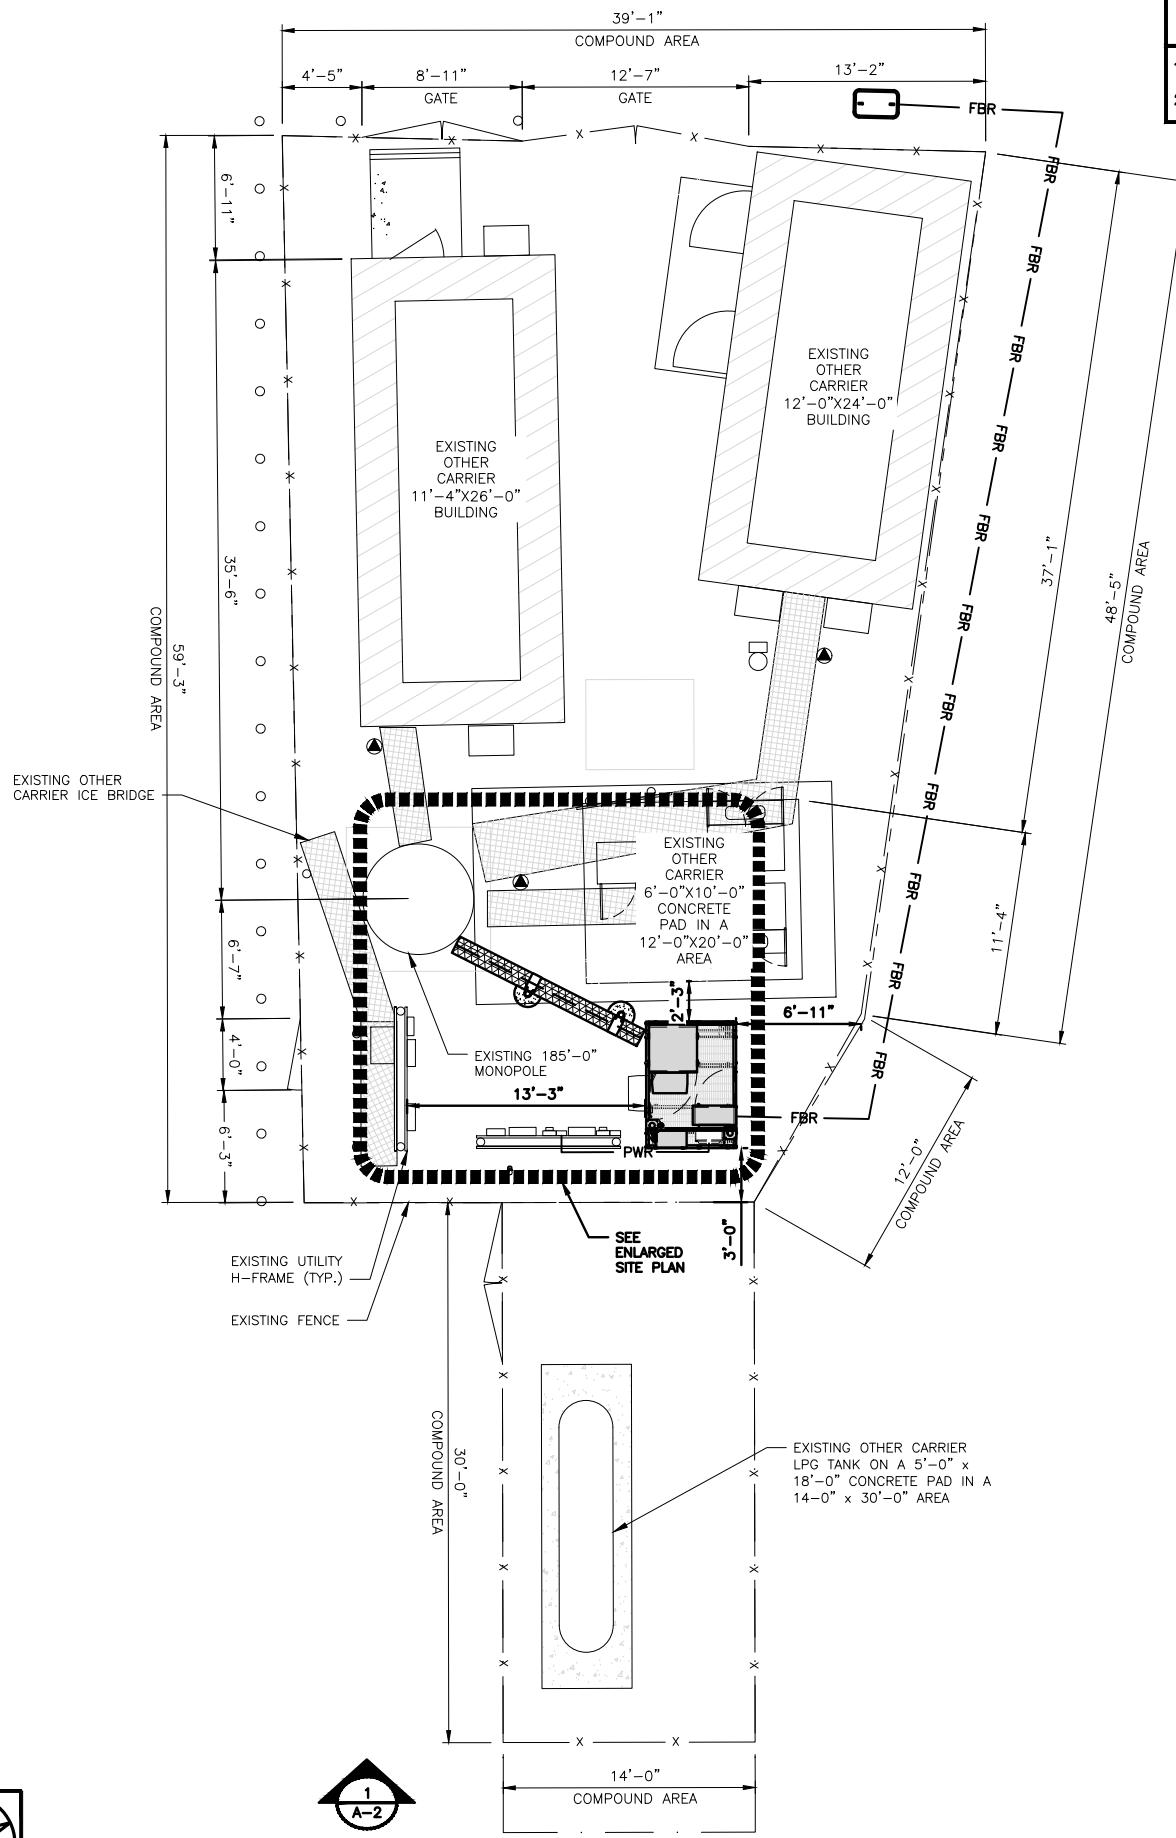 39'-1"
COMPOUND AREA
4'-5"
8'-11"
GATE
12'-7"
GATE
13'-2"
FBR
FBR
6'-11"
FBR
EXISTING
OTHER
CARRIER
12'-0"X24'-0"
BUILDING
FBR
EXISTING
OTHER
CARRIER
11'-4"X26'-0"
BUILDING
FBR
FBR
37'-1"
48'-5"
COMPOUND AREA
35'-6"
59'-3"
COMPOUND AREA
FBR
FBR
EXISTING OTHER
CARRIER ICE BRIDGE
FBR
EXISTING
OTHER
CARRIER
6'-0"X10'-0"
CONCRETE
PAD IN A
12'-0"X20'-0"
AREA
FBR
11'-4"
6'-7"
FBR
2'-3"
6'-11"
4'-0"
EXISTING 185'-0"
MONOPOLE
FBR
13'-3"
FBR
6'-3"
PWR
12'-0"
COMPOUND AREA
SEE
ENLARGED
SITE PLAN
3'-0"
EXISTING UTILITY
H-FRAME (TYP.)
EXISTING FENCE
30'-0"
COMPOUND AREA
EXISTING OTHER CARRIER
LPG TANK ON A 5'-0" x
18'-0" CONCRETE PAD IN A
14-0" x 30'-0" AREA
14'-0"
COMPOUND AREA
1
A-2